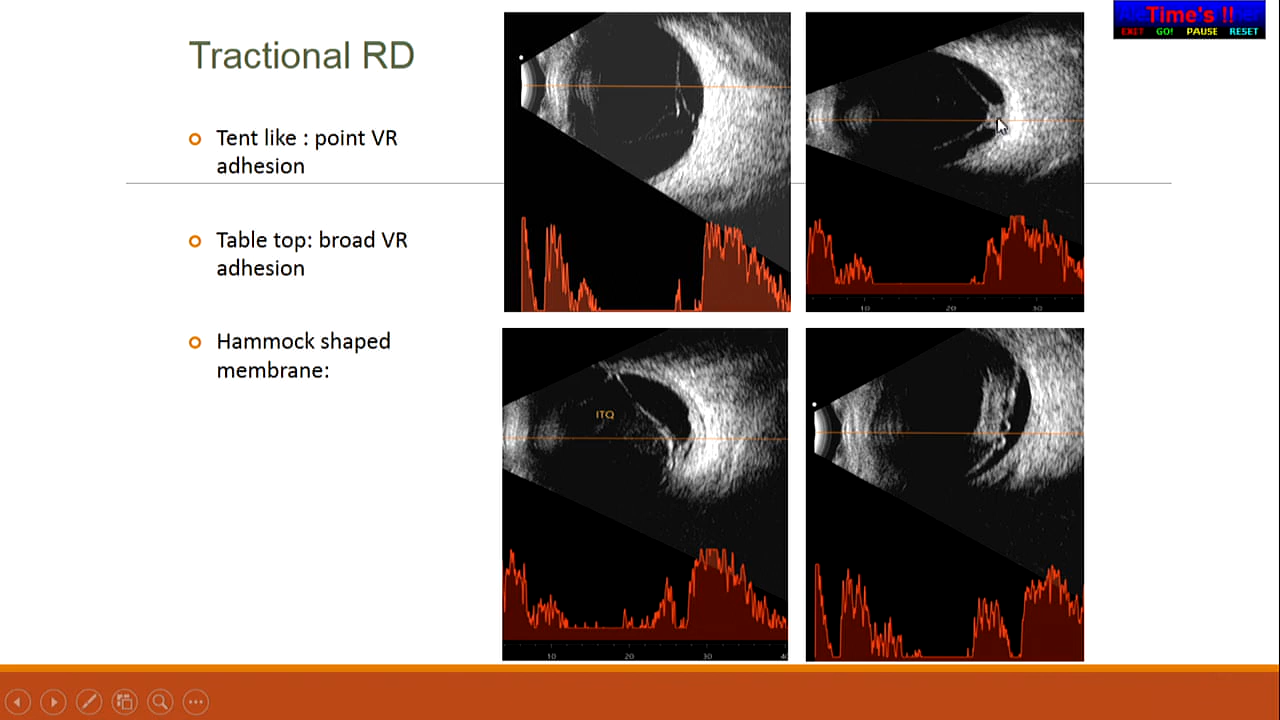 Time's !!
EXIT GO! PAUSE RESET
Tractional RD
Tent like : point VR
adhesion
Table top: broad VR
adhesion
Hammock shaped
membrane:
10 20 30
ITQ
10 20 30